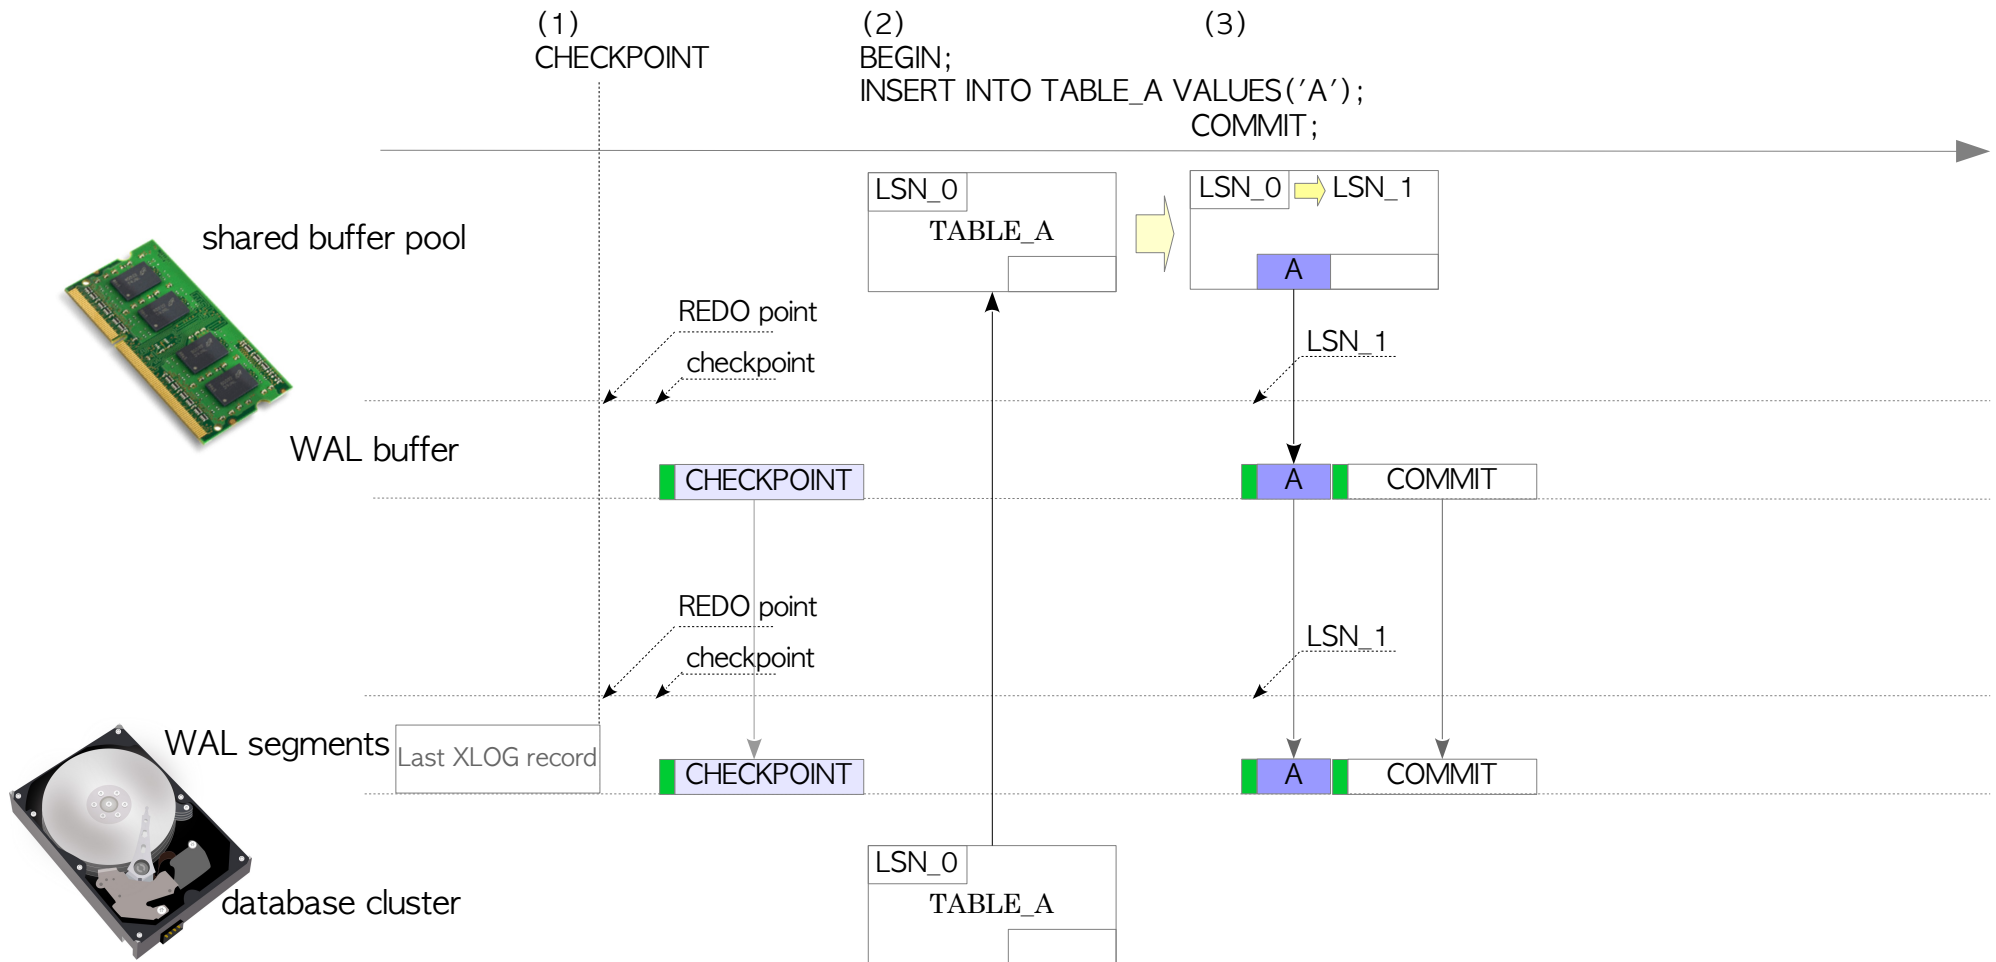 (1)
CHECKPOINT
(2)
BEGIN;
INSERT INTO TABLE_A VALUES('A');
(3)
COMMIT;
LSN_0
TABLE_A
LSN_0
LSN_1
A
shared buffer pool
REDO point
checkpoint
LSN_1
WAL buffer
CHECKPOINT
A
COMMIT
REDO point
checkpoint
LSN_1
WAL segments
Last XLOG record
CHECKPOINT
A
COMMIT
LSN_0
TABLE_A
database cluster